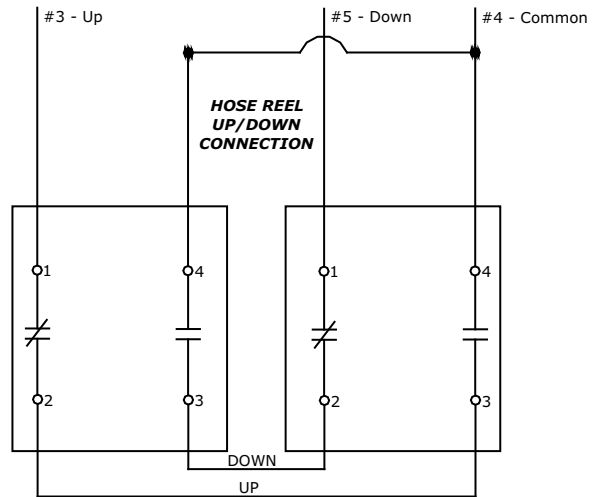 #3 - Up
#5 - Down
#4 - Common
HOSE REEL
UP/DOWN
CONNECTION
1
4
1
4
2
3
2
3
DOWN
UP